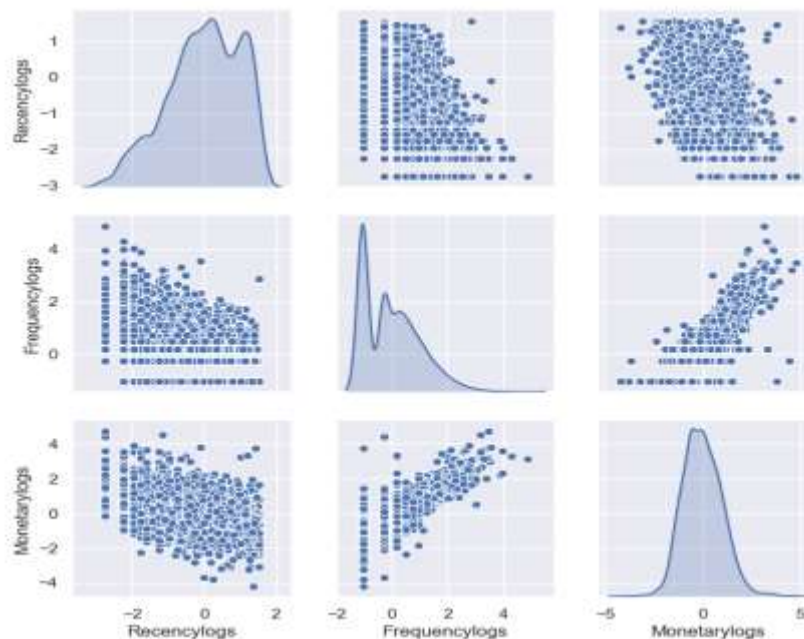 Recencylogs
1
0
−1
−2
−3
Frequencylogs
4
2
0
Monetarylogs
4
2
0
−2
−4
−2 0 2
−2 0 2 4
−5 0 5
Recencylogs Frequencylogs Monetarylogs